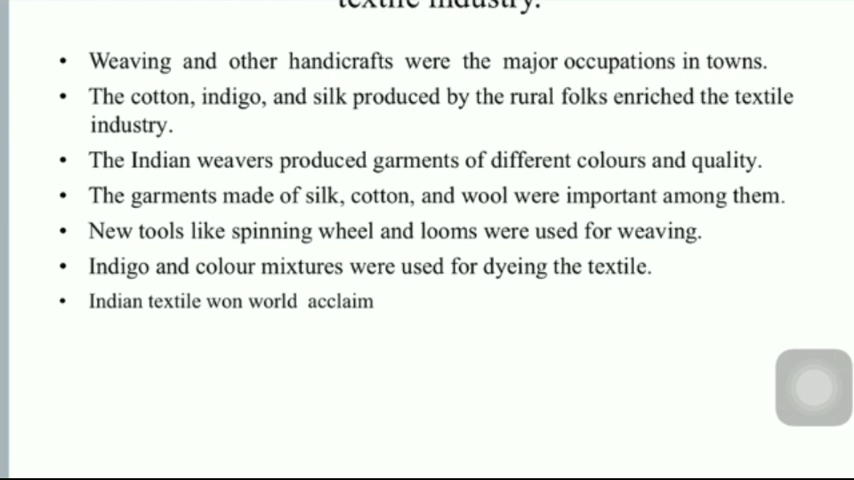 textile industry.
• Weaving and other handicrafts were the major occupations in towns.
• The cotton, indigo, and silk produced by the rural folks enriched the textile
industry.
• The Indian weavers produced garments of different colours and quality.
• The garments made of silk, cotton, and wool were important among them.
• New tools like spinning wheel and looms were used for weaving.
• Indigo and colour mixtures were used for dyeing the textile.
• Indian textile won world acclaim